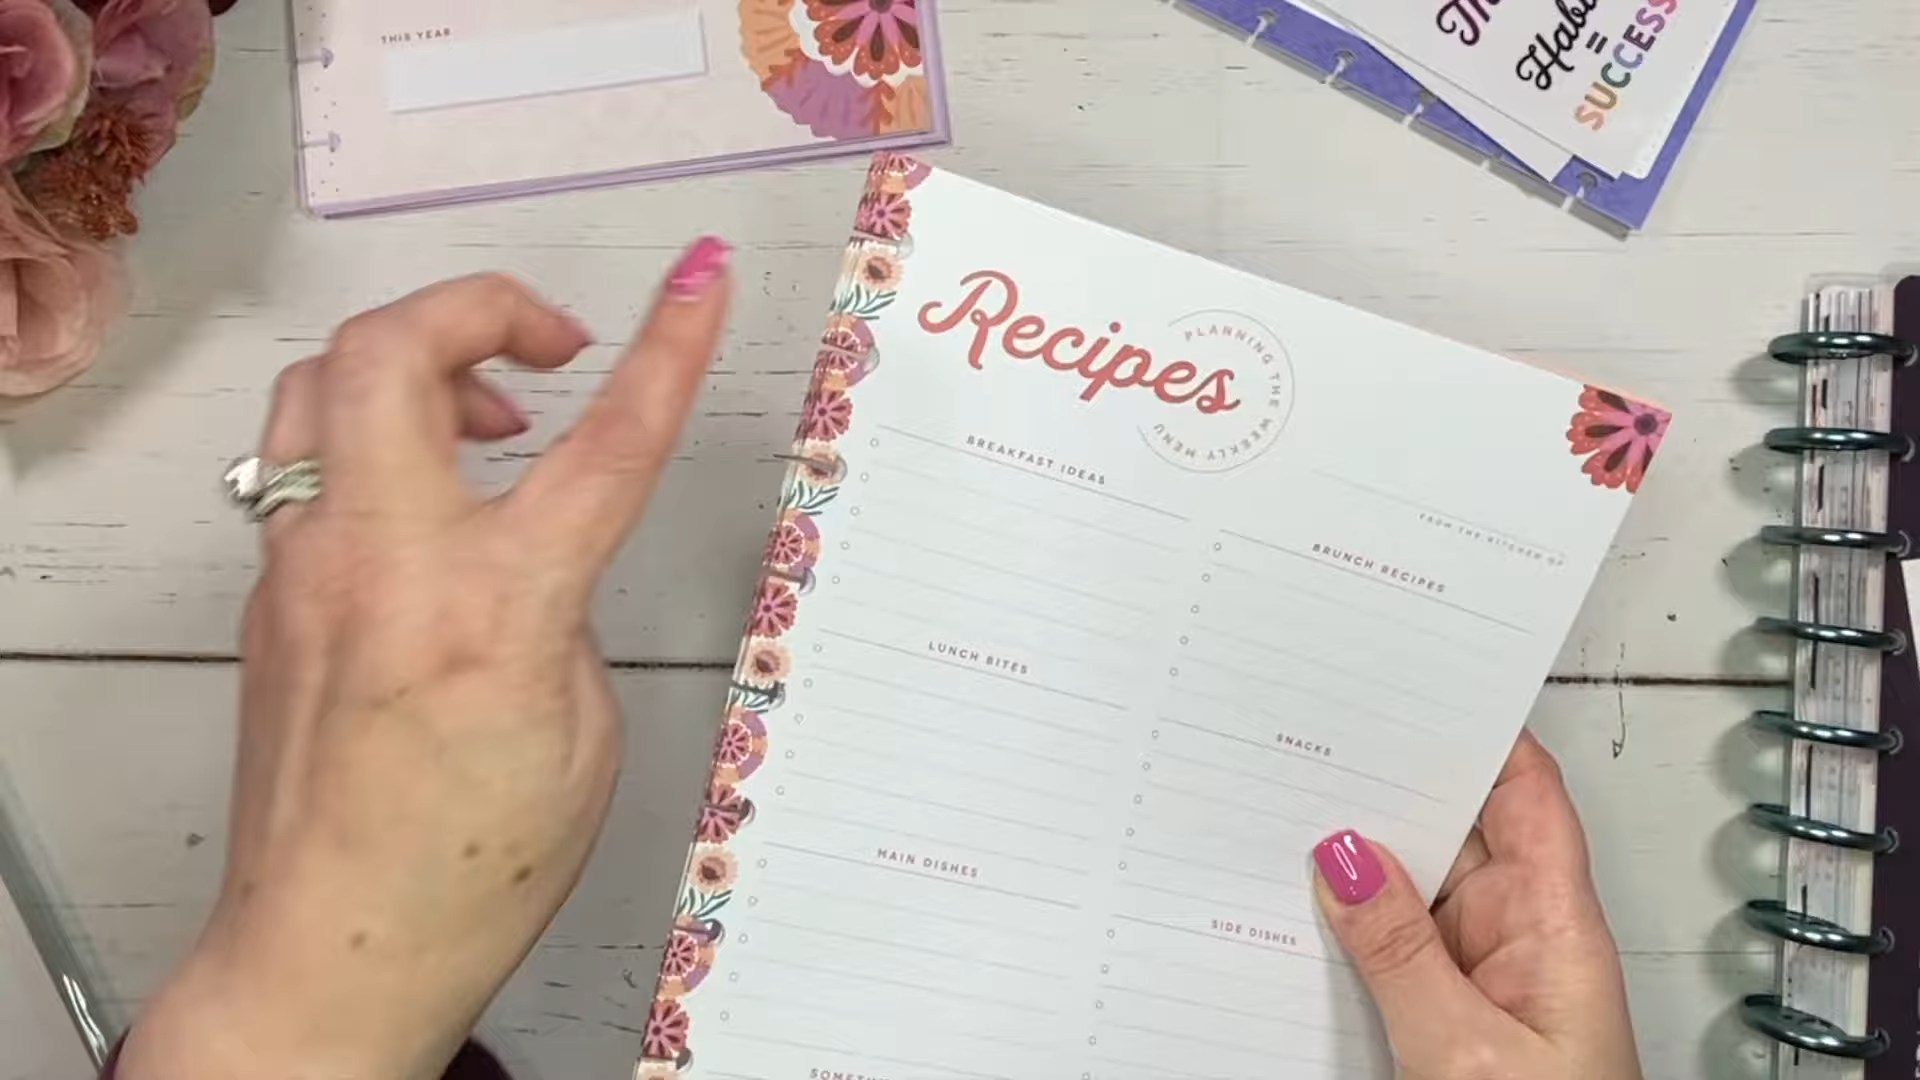 THIS YEAR
Habi
=
SUCCESS
Recipes
PLANNING THE WEEKLY MENU
FROM THE KITCHEN OF
BREAKFAST IDEAS
BRUNCH RECIPES
LUNCH BITES
SNACKS
MAIN DISHES
SIDE DISHES